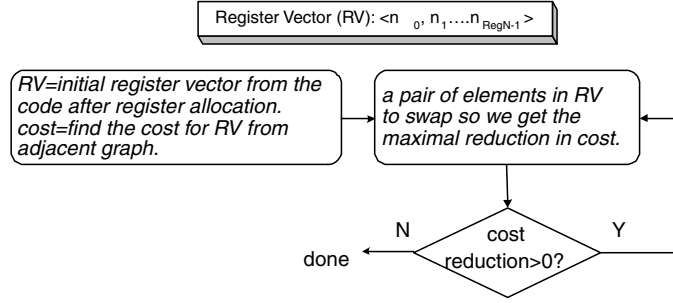 Register Vector (RV): <n 0, n1....n RegN-1 >
RV=initial register vector from the
code after register allocation.
cost=find the cost for RV from
adjacent graph.
a pair of elements in RV
to swap so we get the
maximal reduction in cost.
N
cost
Y
done
reduction>0?